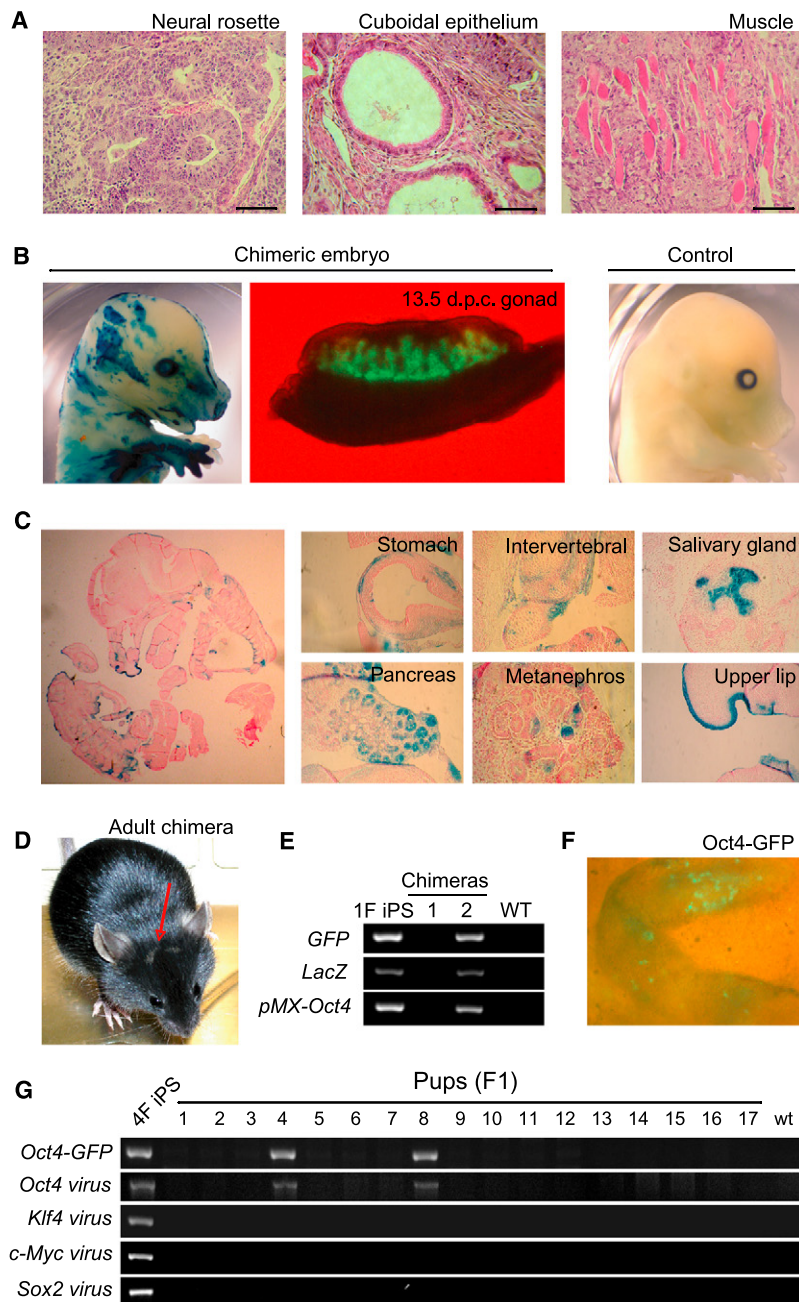 A
Neural rosette
Cuboidal epithelium
Muscle
B
Chimeric embryo
Control
13.5 d.p.c. gonad
C
Stomach
Intervertebral
Salivary gland
Pancreas
Metanephros
Upper lip
D
Adult chimera
E
Chimeras
1F iPS 1 2 WT
GFP
LacZ
pMX-Oct4
F
Oct4-GFP
G
4F iPS
Pups (F1)
1 2 3 4 5 6 7 8 9 10 11 12 13 14 15 16 17 wt
Oct4-GFP
Oct4 virus
Klf4 virus
c-Myc virus
Sox2 virus